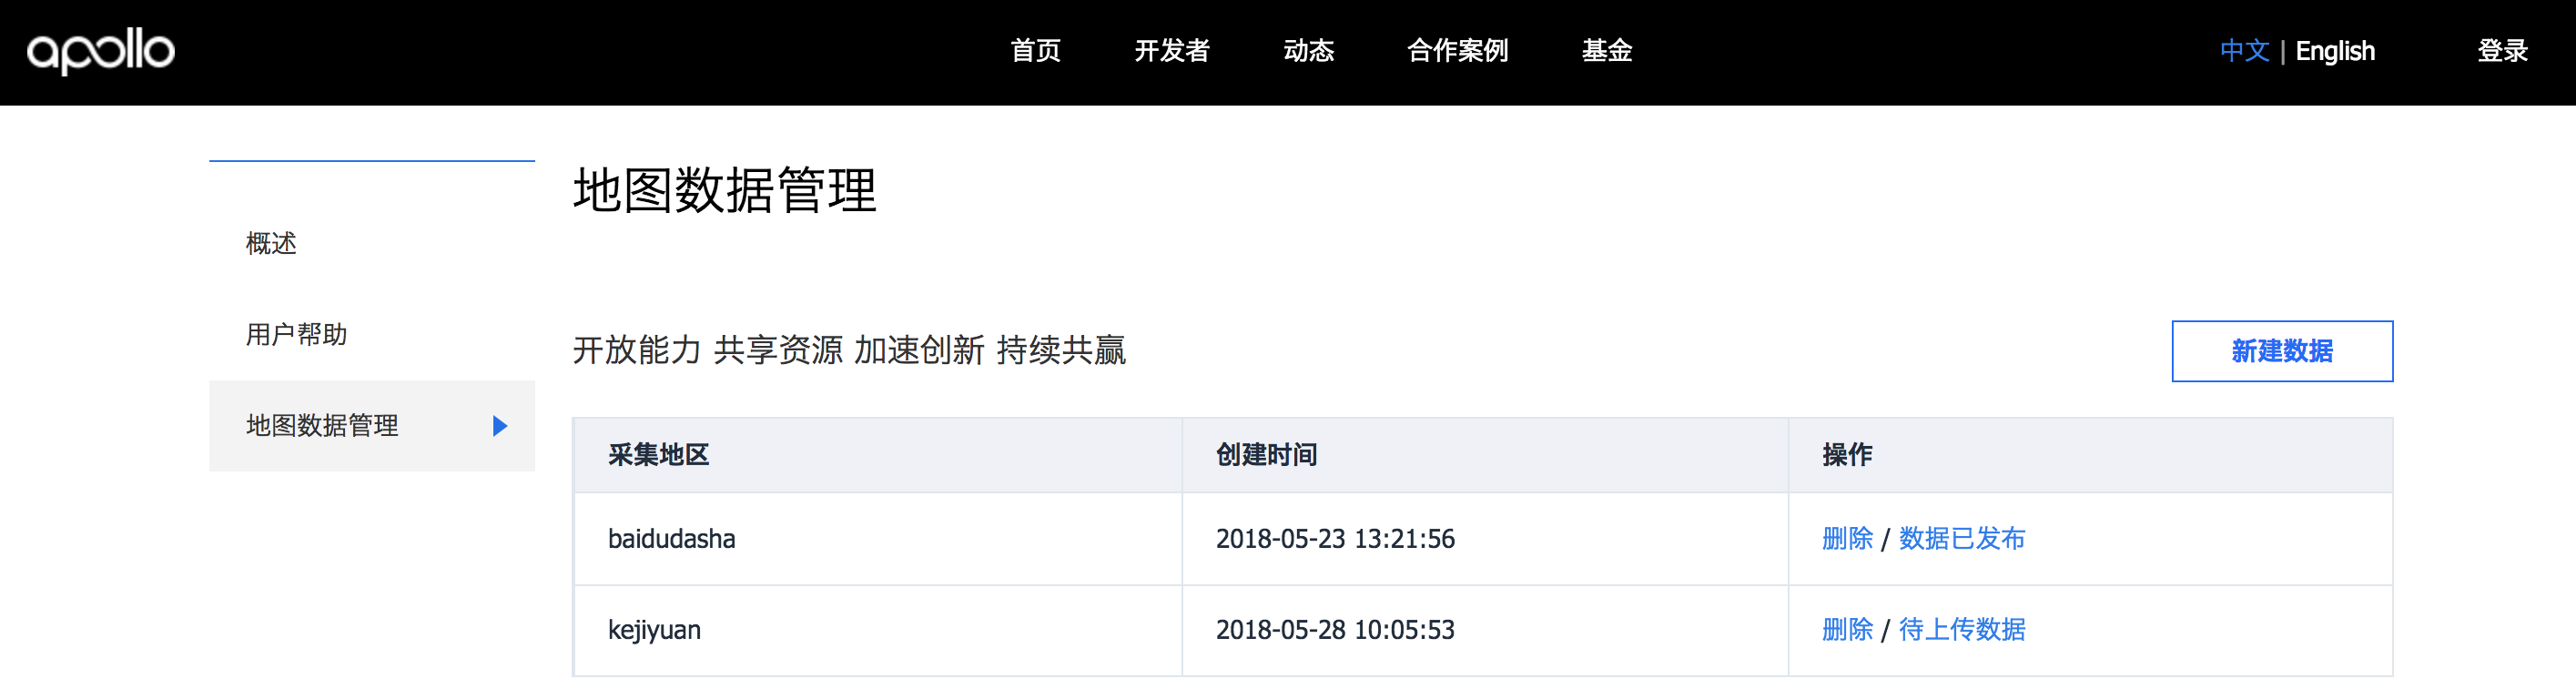 apollo 首页 开发者 动态 合作案例 基金 中文 | English 登录
地图数据管理
概述
用户帮助
地图数据管理
开放能力 共享资源 加速创新 持续共赢 新建数据
采集地区 创建时间 操作
baidudasha 2018-05-23 13:21:56 删除 / 数据已发布
kejiyuan 2018-05-28 10:05:53 删除 / 待上传数据